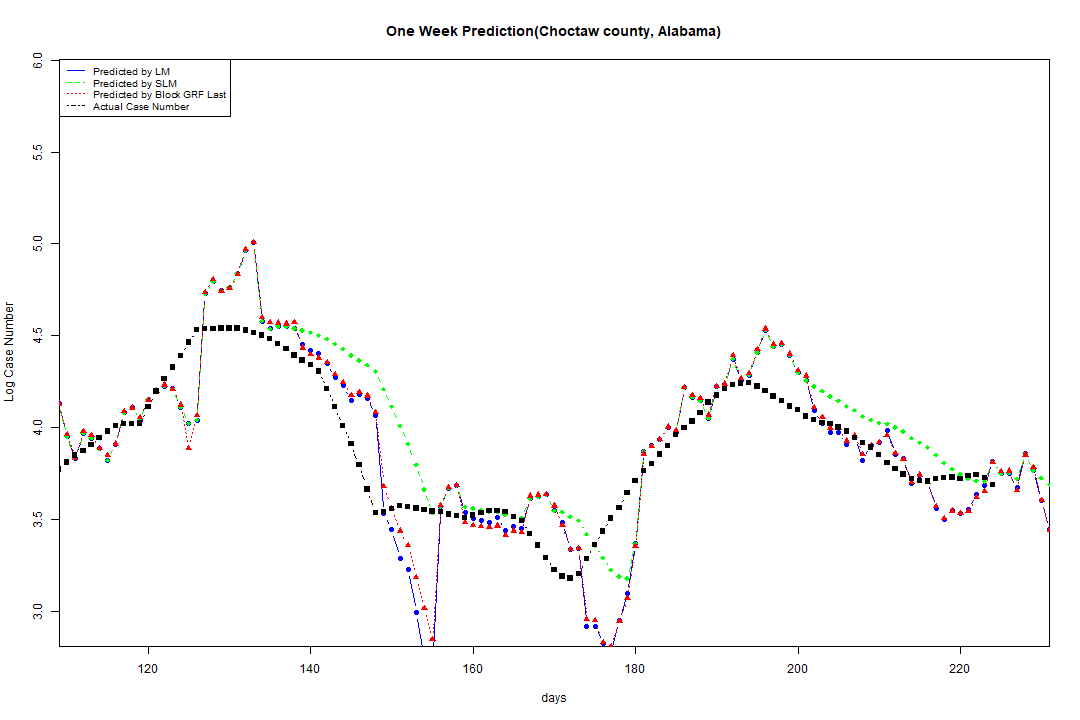 One Week Prediction(Choctaw county, Alabama)
Predicted by LM
Predicted by SLM
Predicted by Block GRF Last
Actual Case Number
6.0
5.5
5.0
4.5
4.0
3.5
3.0
Log Case Number
120 140 160 180 200 220
days